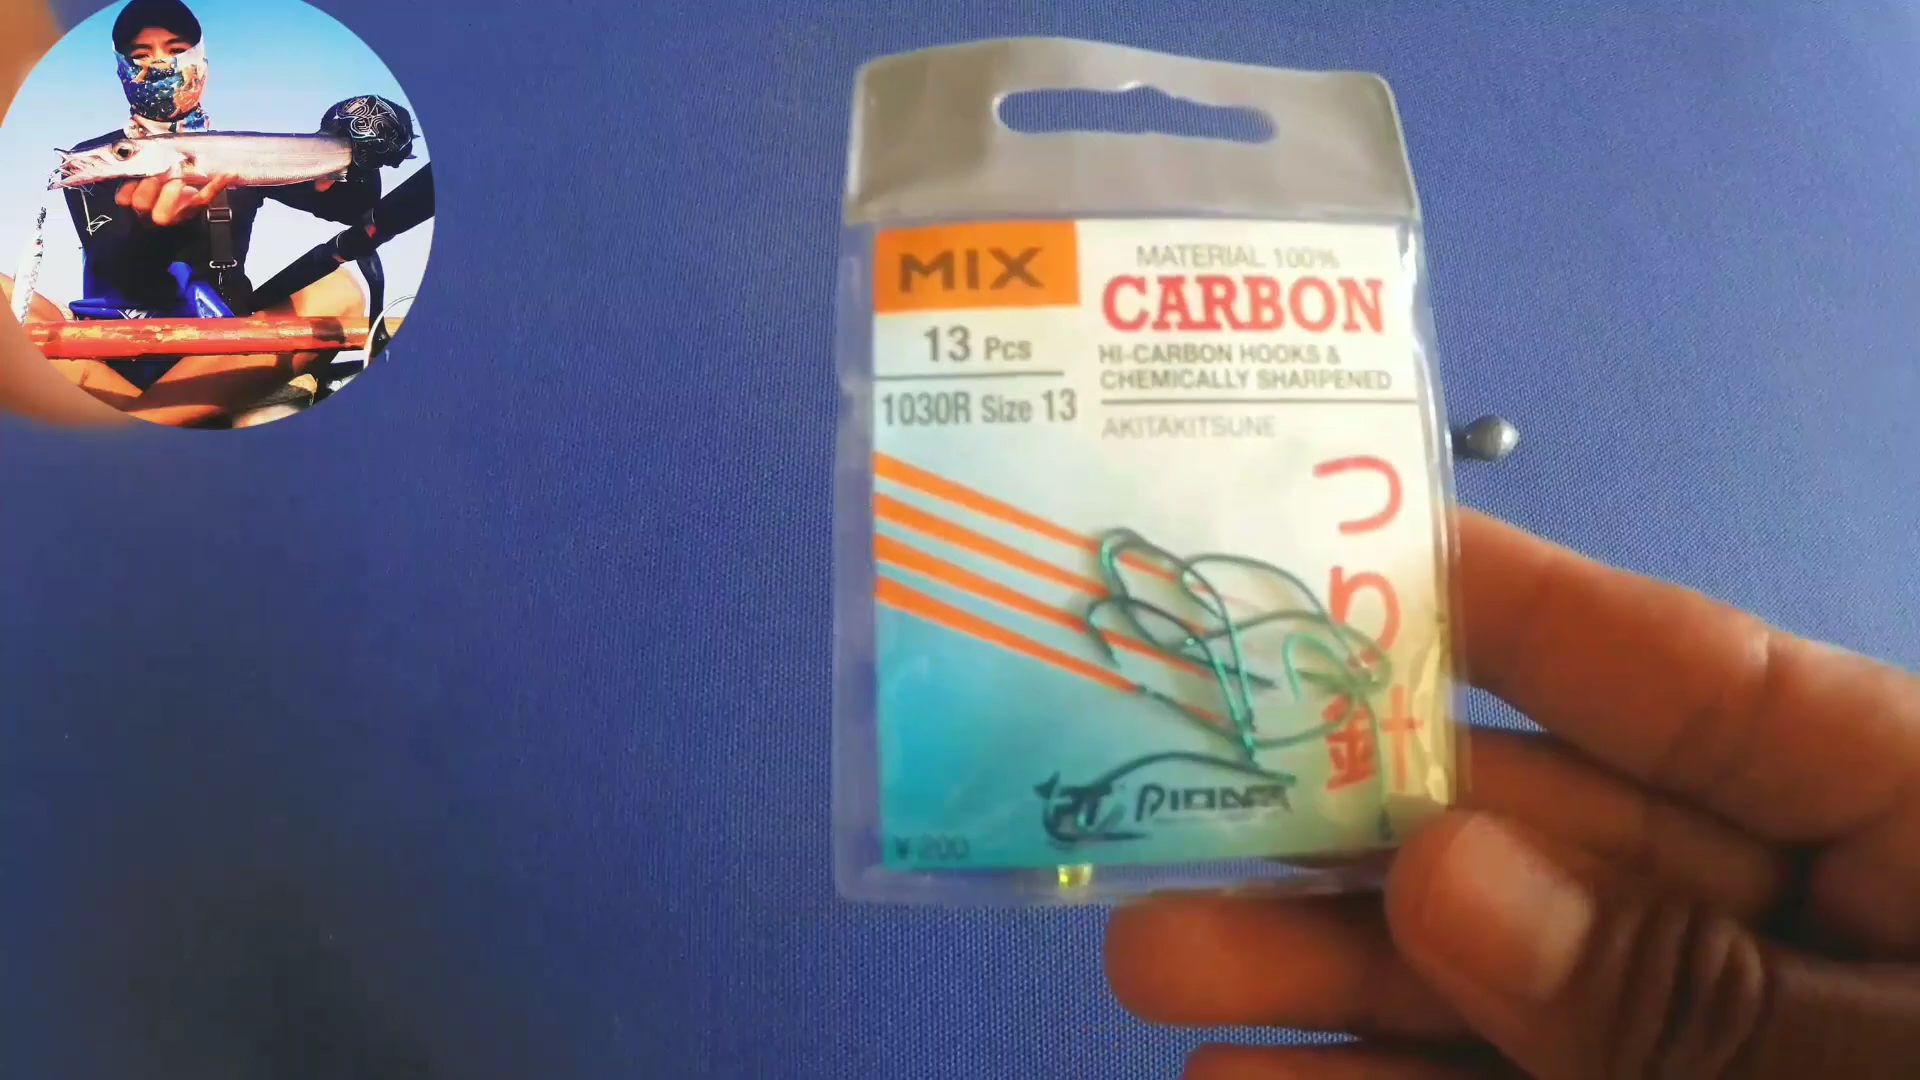 MIX
13 Pcs
1030R Size 13
MATERIAL 100%
CARBON
HI-CARBON HOOKS &
CHEMICALLY SHARPENED
AKITAKITSUNE
つり針
PIONEER
¥ 200